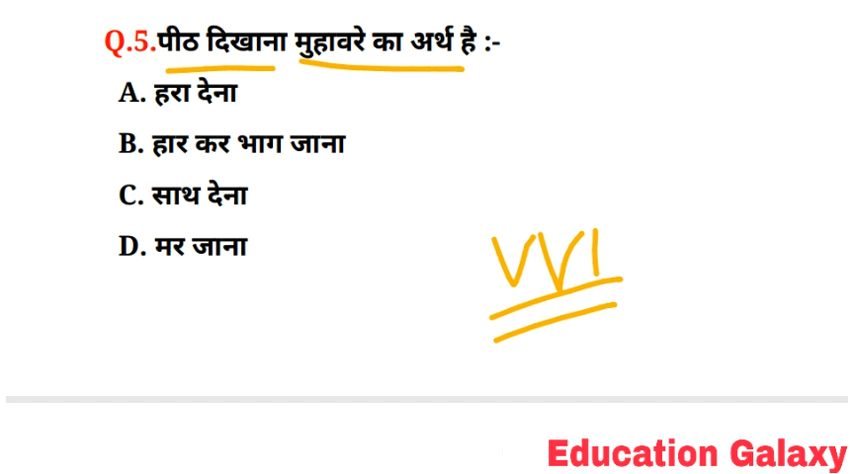 Q.5.पीठ दिखाना मुहावरे का अर्थ है :-
A. हरा देना
B. हार कर भाग जाना
C. साथ देना
D. मर जाना
VVI
Education Galaxy